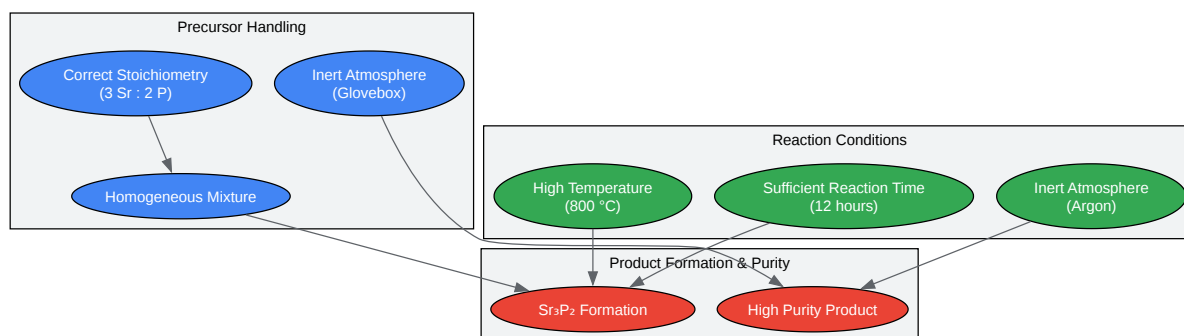 Precursor Handling
Correct Stoichiometry
(3 Sr : 2 P)
Inert Atmosphere
(Glovebox)
Homogeneous Mixture
Reaction Conditions
High Temperature
(800 °C)
Sufficient Reaction Time
(12 hours)
Inert Atmosphere
(Argon)
Product Formation & Purity
Sr₃P₂ Formation
High Purity Product